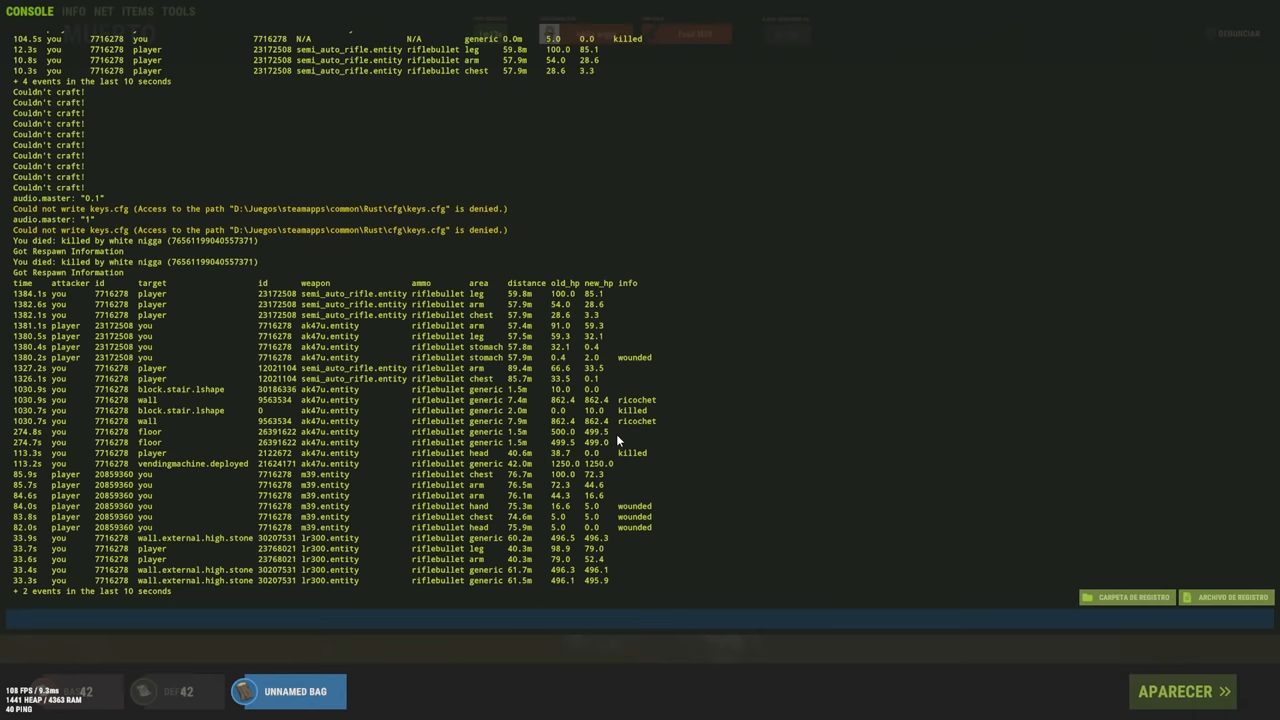 CONSOLE INFO NET ITEMS TOOLS
DENUNCIAR
104.5s you 7716278 you 7716278 N/A N/A generic 0.0m 5.0 0.0 killed
12.3s you 7716278 player 23172508 semi_auto_rifle.entity riflebullet leg 59.8m 100.0 85.1
10.8s you 7716278 player 23172508 semi_auto_rifle.entity riflebullet arm 57.9m 54.0 28.6
10.3s you 7716278 player 23172508 semi_auto_rifle.entity riflebullet chest 57.9m 28.6 3.3
+ 4 events in the last 10 seconds
Couldn't craft!
Couldn't craft!
Couldn't craft!
Couldn't craft!
Couldn't craft!
Couldn't craft!
Couldn't craft!
Couldn't craft!
Couldn't craft!
Couldn't craft!
audio.master: "0.1"
Could not write keys.cfg (Access to the path "D:\Juegos\steamapps\common\Rust\cfg\keys.cfg" is denied.)
audio.master: "1"
Could not write keys.cfg (Access to the path "D:\Juegos\steamapps\common\Rust\cfg\keys.cfg" is denied.)
You died: killed by white nigga (76561199040557371)
Got Respawn Information
You died: killed by white nigga (76561199040557371)
Got Respawn Information
time attacker id target id weapon ammo area distance old_hp new_hp info
1384.1s you 7716278 player 23172508 semi_auto_rifle.entity riflebullet leg 59.8m 100.0 85.1
1382.6s you 7716278 player 23172508 semi_auto_rifle.entity riflebullet arm 57.9m 54.0 28.6
1382.1s you 7716278 player 23172508 semi_auto_rifle.entity riflebullet chest 57.9m 28.6 3.3
1381.1s player 23172508 you 7716278 ak47u.entity riflebullet arm 57.4m 91.0 59.3
1380.5s player 23172508 you 7716278 ak47u.entity riflebullet leg 57.5m 59.3 32.1
1380.4s player 23172508 you 7716278 ak47u.entity riflebullet stomach 57.8m 32.1 0.4
1380.2s player 23172508 you 7716278 ak47u.entity riflebullet stomach 57.9m 0.4 2.0 wounded
1327.2s you 7716278 player 12021104 semi_auto_rifle.entity riflebullet arm 89.4m 66.6 33.5
1326.1s you 7716278 player 12021104 semi_auto_rifle.entity riflebullet chest 85.7m 33.5 0.1
1030.9s you 7716278 block.stair.lshape 30186336 ak47u.entity riflebullet generic 1.5m 10.0 0.0
1030.9s you 7716278 wall 9563534 ak47u.entity riflebullet generic 7.4m 862.4 862.4 ricochet
1030.7s you 7716278 block.stair.lshape 0 ak47u.entity riflebullet generic 2.0m 0.0 10.0 killed
1030.7s you 7716278 wall 9563534 ak47u.entity riflebullet generic 7.9m 862.4 862.4 ricochet
274.8s you 7716278 floor 26391622 ak47u.entity riflebullet generic 1.5m 500.0 499.5
274.7s you 7716278 floor 26391622 ak47u.entity riflebullet generic 1.5m 499.5 499.0
113.3s you 7716278 player 2122672 ak47u.entity riflebullet head 40.6m 38.7 0.0 killed
113.2s you 7716278 vendingmachine.deployed 21624171 ak47u.entity riflebullet generic 42.0m 1250.0 1250.0
85.9s player 20859360 you 7716278 m39.entity riflebullet chest 76.7m 100.0 72.3
85.7s player 20859360 you 7716278 m39.entity riflebullet arm 76.5m 72.3 44.6
84.6s player 20859360 you 7716278 m39.entity riflebullet arm 76.1m 44.3 16.6
84.0s player 20859360 you 7716278 m39.entity riflebullet hand 75.3m 16.6 5.0 wounded
83.8s player 20859360 you 7716278 m39.entity riflebullet chest 74.6m 5.0 5.0 wounded
82.0s player 20859360 you 7716278 m39.entity riflebullet head 75.9m 5.0 0.0 wounded
33.9s you 7716278 wall.external.high.stone 30207531 lr300.entity riflebullet generic 60.2m 496.5 496.3
33.7s you 7716278 player 23768021 lr300.entity riflebullet leg 40.3m 98.9 79.0
33.6s you 7716278 player 23768021 lr300.entity riflebullet arm 40.3m 79.0 52.4
33.4s you 7716278 wall.external.high.stone 30207531 lr300.entity riflebullet generic 61.7m 496.3 496.1
33.3s you 7716278 wall.external.high.stone 30207531 lr300.entity riflebullet generic 61.5m 496.1 495.9
+ 2 events in the last 10 seconds
CARPETA DE REGISTRO ARCHIVO DE REGISTRO
108 FPS / 9.3ms
1441 HEAP / 4363 RAM
40 PING
42
42
UNNAMED BAG
APARECER